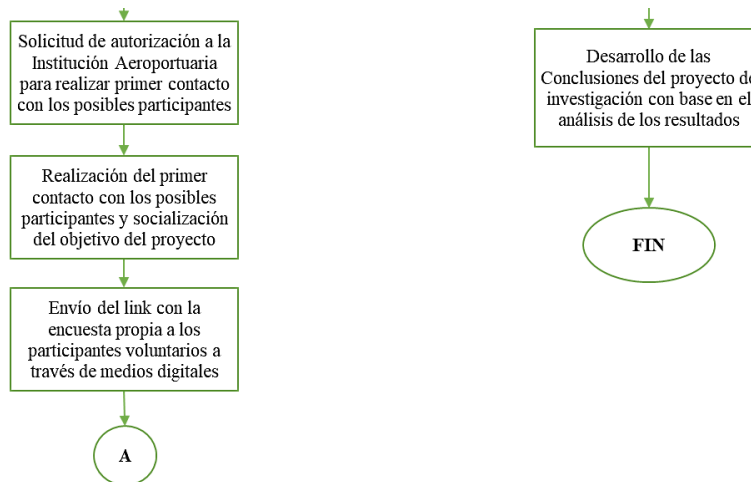 Solicitud de autorización a la
Institución Aeroportuaria
para realizar primer contacto
con los posibles participantes
Realización del primer
contacto con los posibles
participantes y socialización
del objetivo del proyecto
Envío del link con la
encuesta propia a los
participantes voluntarios a
través de medios digitales
A
Desarrollo de las
Conclusiones del proyecto de
investigación con base en el
análisis de los resultados
FIN